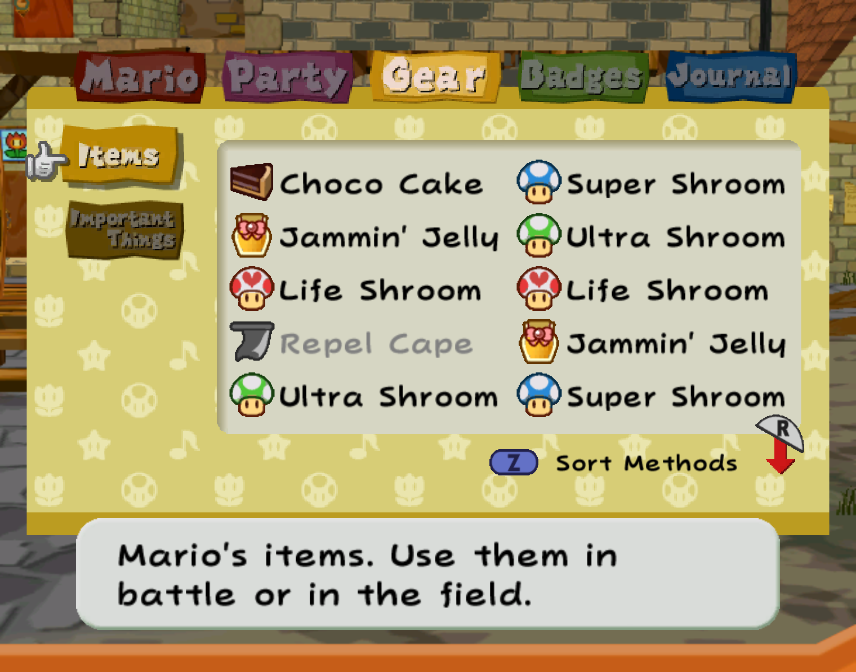 Mario Party Gear Badges Journal
Items
Important
Things
Choco Cake Super Shroom
Jammin' Jelly Ultra Shroom
Life Shroom Life Shroom
Repel Cape Jammin' Jelly
Ultra Shroom Super Shroom
R
Z Sort Methods
Mario's items. Use them in
battle or in the field.